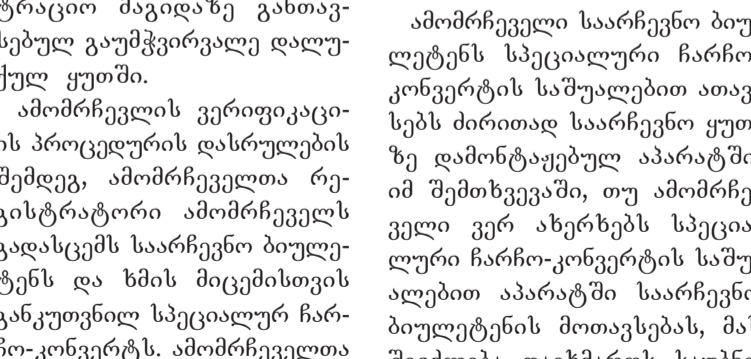 ტრაციო მაგიდაზე განთავ-
სებულ გაუმჭვირვალე დალუ-
ქულ ყუთში.
ამომრჩევლის ვერიფიკაცი-
ის პროცედურის დასრულების
შემდეგ, ამომრჩეველთა რე-
გისტრატორი ამომრჩეველს
გადასცემს საარჩევნო ბიულე-
ტენს და ხმის მიცემისთვის
განკუთვნილ სპეციალურ ჩარ-
ჩო-კონვერტს. ამომრჩეველთა
ამომრჩეველი საარჩევნო ბიუ
ლეტენს სპეციალური ჩარჩო
კონვერტის საშუალებით ათავ
სებს ძირითად საარჩევნო ყუთ
ზე დამონტაჟებულ აპარატში
იმ შემთხვევაში, თუ ამომრჩე
ველი ვერ ახერხებს სპეცია
ლური ჩარჩო-კონვერტის საშუ
ალებით აპარატში საარჩევნო
ბიულეტენის მოთავსებას, მა